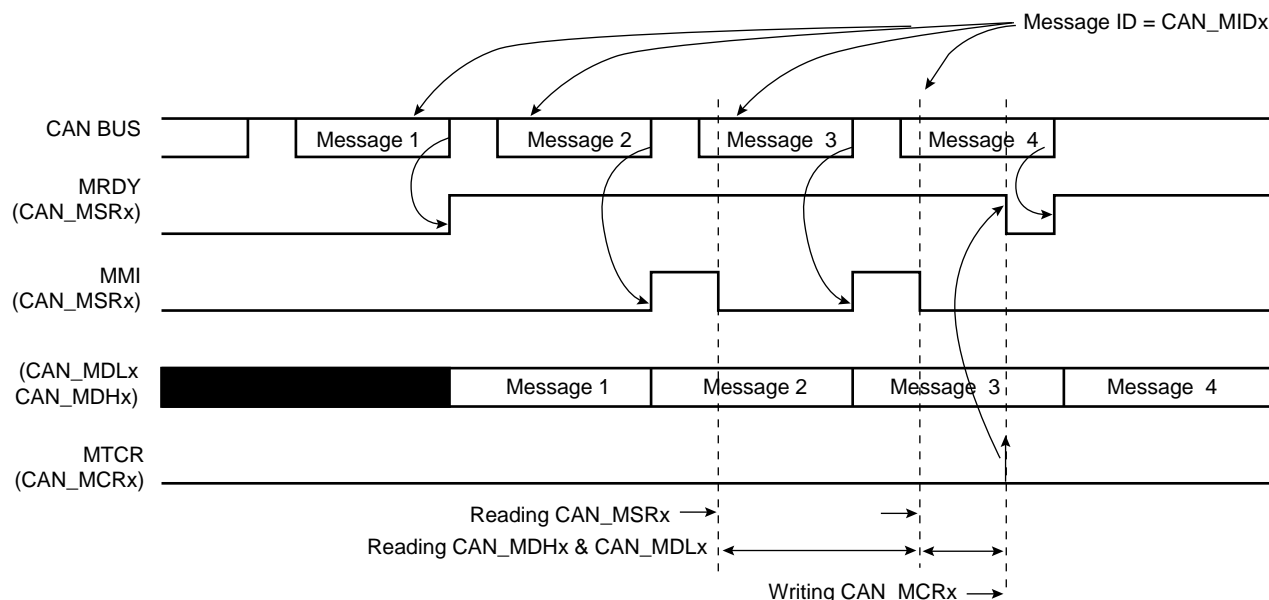 Message ID = CAN_MIDx
CAN BUS
Message 1
Message 2
Message 3
Message 4
MRDY
(CAN_MSRx)
MMI
(CAN_MSRx)
(CAN_MDLx
CAN_MDHx)
Message 1
Message 2
Message 3
Message 4
MTCR
(CAN_MCRx)
Reading CAN_MSRx
Reading CAN_MDHx & CAN_MDLx
Writing CAN_MCRx